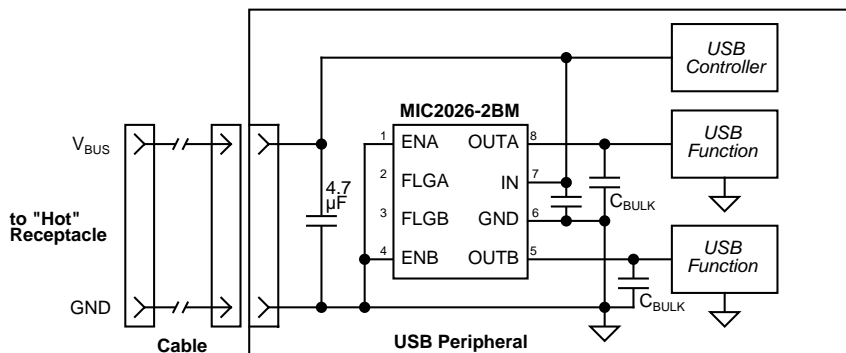 USB
Controller
MIC2026-2BM
VBUS
1
ENA
OUTA
8
USB
Function
2
FLGA
IN
7
4.7
µF
CBULK
to "Hot"
Receptacle
3
FLGB
GND
6
4
ENB
OUTB
5
USB
Function
GND
CBULK
Cable
USB Peripheral